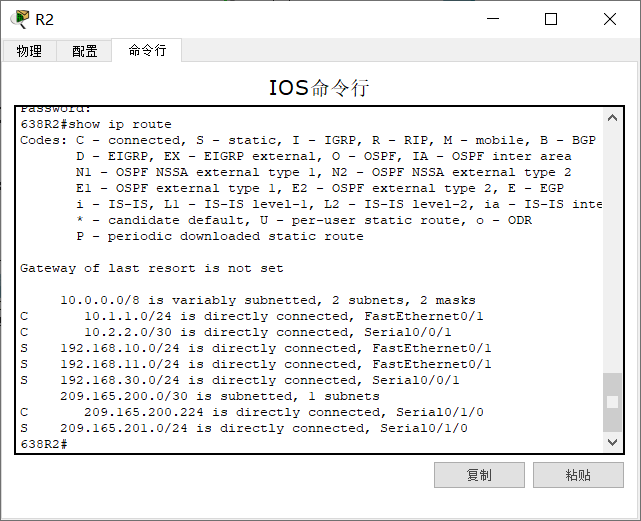 R2
物理 配置 命令行
IOS命令行
Password:
638R2#show ip route
Codes: C - connected, S - static, I - IGRP, R - RIP, M - mobile, B - BGP
D - EIGRP, EX - EIGRP external, O - OSPF, IA - OSPF inter area
N1 - OSPF NSSA external type 1, N2 - OSPF NSSA external type 2
E1 - OSPF external type 1, E2 - OSPF external type 2, E - EGP
i - IS-IS, L1 - IS-IS level-1, L2 - IS-IS level-2, ia - IS-IS inte
* - candidate default, U - per-user static route, o - ODR
P - periodic downloaded static route
Gateway of last resort is not set
10.0.0.0/8 is variably subnetted, 2 subnets, 2 masks
C 10.1.1.0/24 is directly connected, FastEthernet0/1
C 10.2.2.0/30 is directly connected, Serial0/0/1
S 192.168.10.0/24 is directly connected, FastEthernet0/1
S 192.168.11.0/24 is directly connected, FastEthernet0/1
S 192.168.30.0/24 is directly connected, Serial0/0/1
209.165.200.0/30 is subnetted, 1 subnets
C 209.165.200.224 is directly connected, Serial0/1/0
S 209.165.201.0/24 is directly connected, Serial0/1/0
638R2#
复制 粘贴